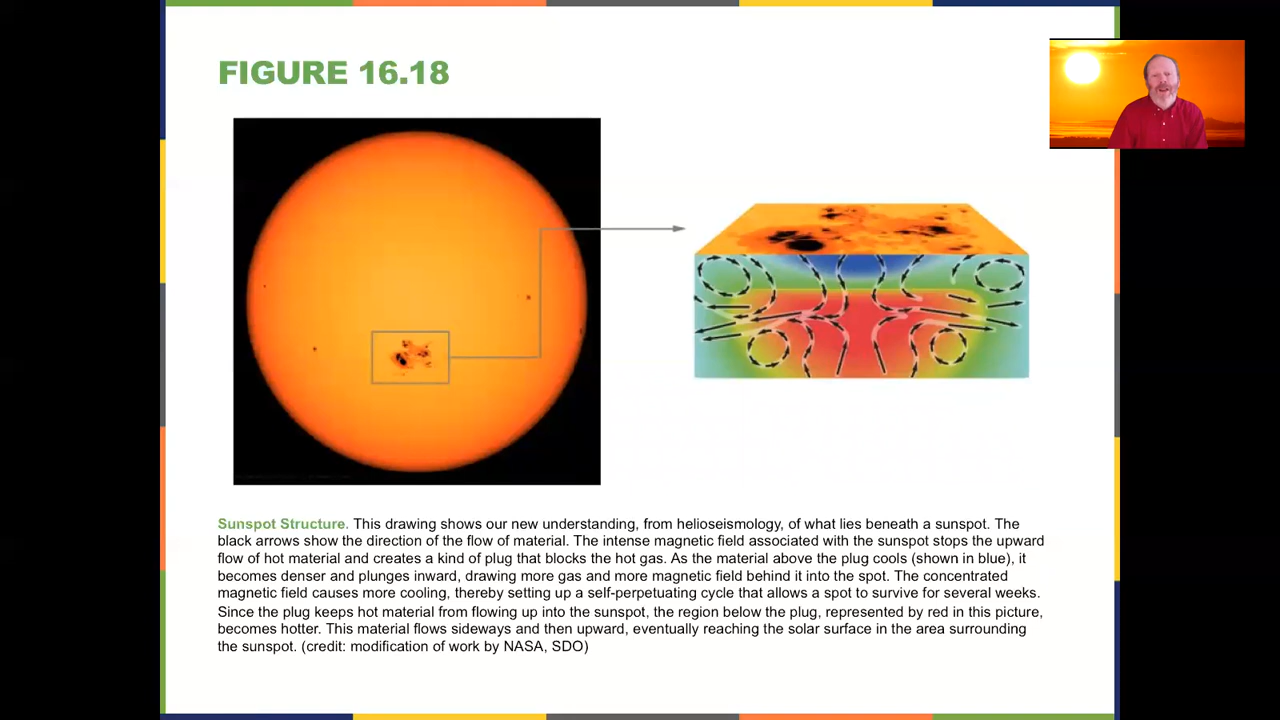 FIGURE 16.18
Sunspot Structure. This drawing shows our new understanding, from helioseismology, of what lies beneath a sunspot. The
black arrows show the direction of the flow of material. The intense magnetic field associated with the sunspot stops the upward
flow of hot material and creates a kind of plug that blocks the hot gas. As the material above the plug cools (shown in blue), it
becomes denser and plunges inward, drawing more gas and more magnetic field behind it into the spot. The concentrated
magnetic field causes more cooling, thereby setting up a self-perpetuating cycle that allows a spot to survive for several weeks.
Since the plug keeps hot material from flowing up into the sunspot, the region below the plug, represented by red in this picture,
becomes hotter. This material flows sideways and then upward, eventually reaching the solar surface in the area surrounding
the sunspot. (credit: modification of work by NASA, SDO)